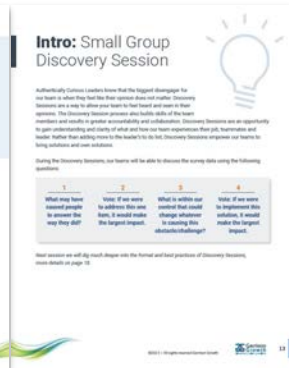 Intro: Small Group
Discovery Session
Authentically Curious Leaders know that the biggest disengager for
our team is when they feel like their opinion does not matter. Discovery
Sessions are a way to allow your team to feel heard and seen in their
opinions. The Discovery Session process also builds skills of the team
members and results in greater accountability and collaboration. Discovery Sessions are an opportunity
to gain understanding and clarity of what and how our team experiences their job, teammates and
leader. Rather than adding more to the leader's to do list, Discovery Sessions empower our teams to
bring solutions and own solutions.
During the Discovery Sessions, our teams will be able to discuss the survey data using the following
questions:
1
What may have
caused people
to answer the
way they did?
2
Vote: If we were
to address this one
item, it would make
the largest impact.
3
What is within our
control that could
change whatever
is causing this
obstacle/challenge?
4
Vote: If we were
to implement this
solution, it would
make the largest
impact.
Next session we will dig much deeper into the format and best practices of Discovery Sessions,
more details on page 18
All rights reserved
Growth
13